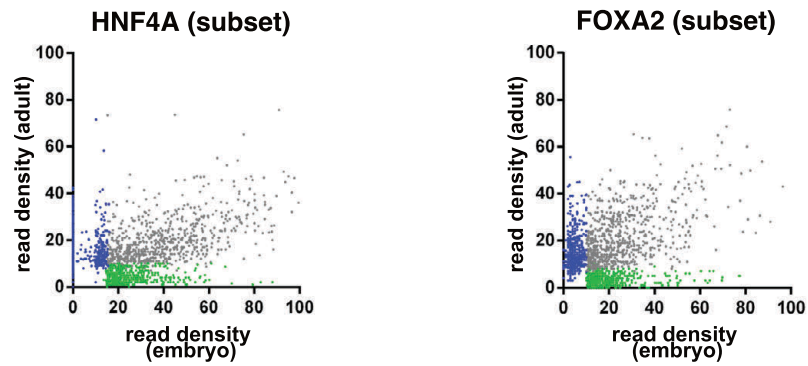 HNF4A (subset)
100
80
60
40
20
0
read density (adult)
0 20 40 60 80 100
read density
(embryo)
FOXA2 (subset)
100
80
60
40
20
0
read density (adult)
0 20 40 60 80 100
read density
(embryo)